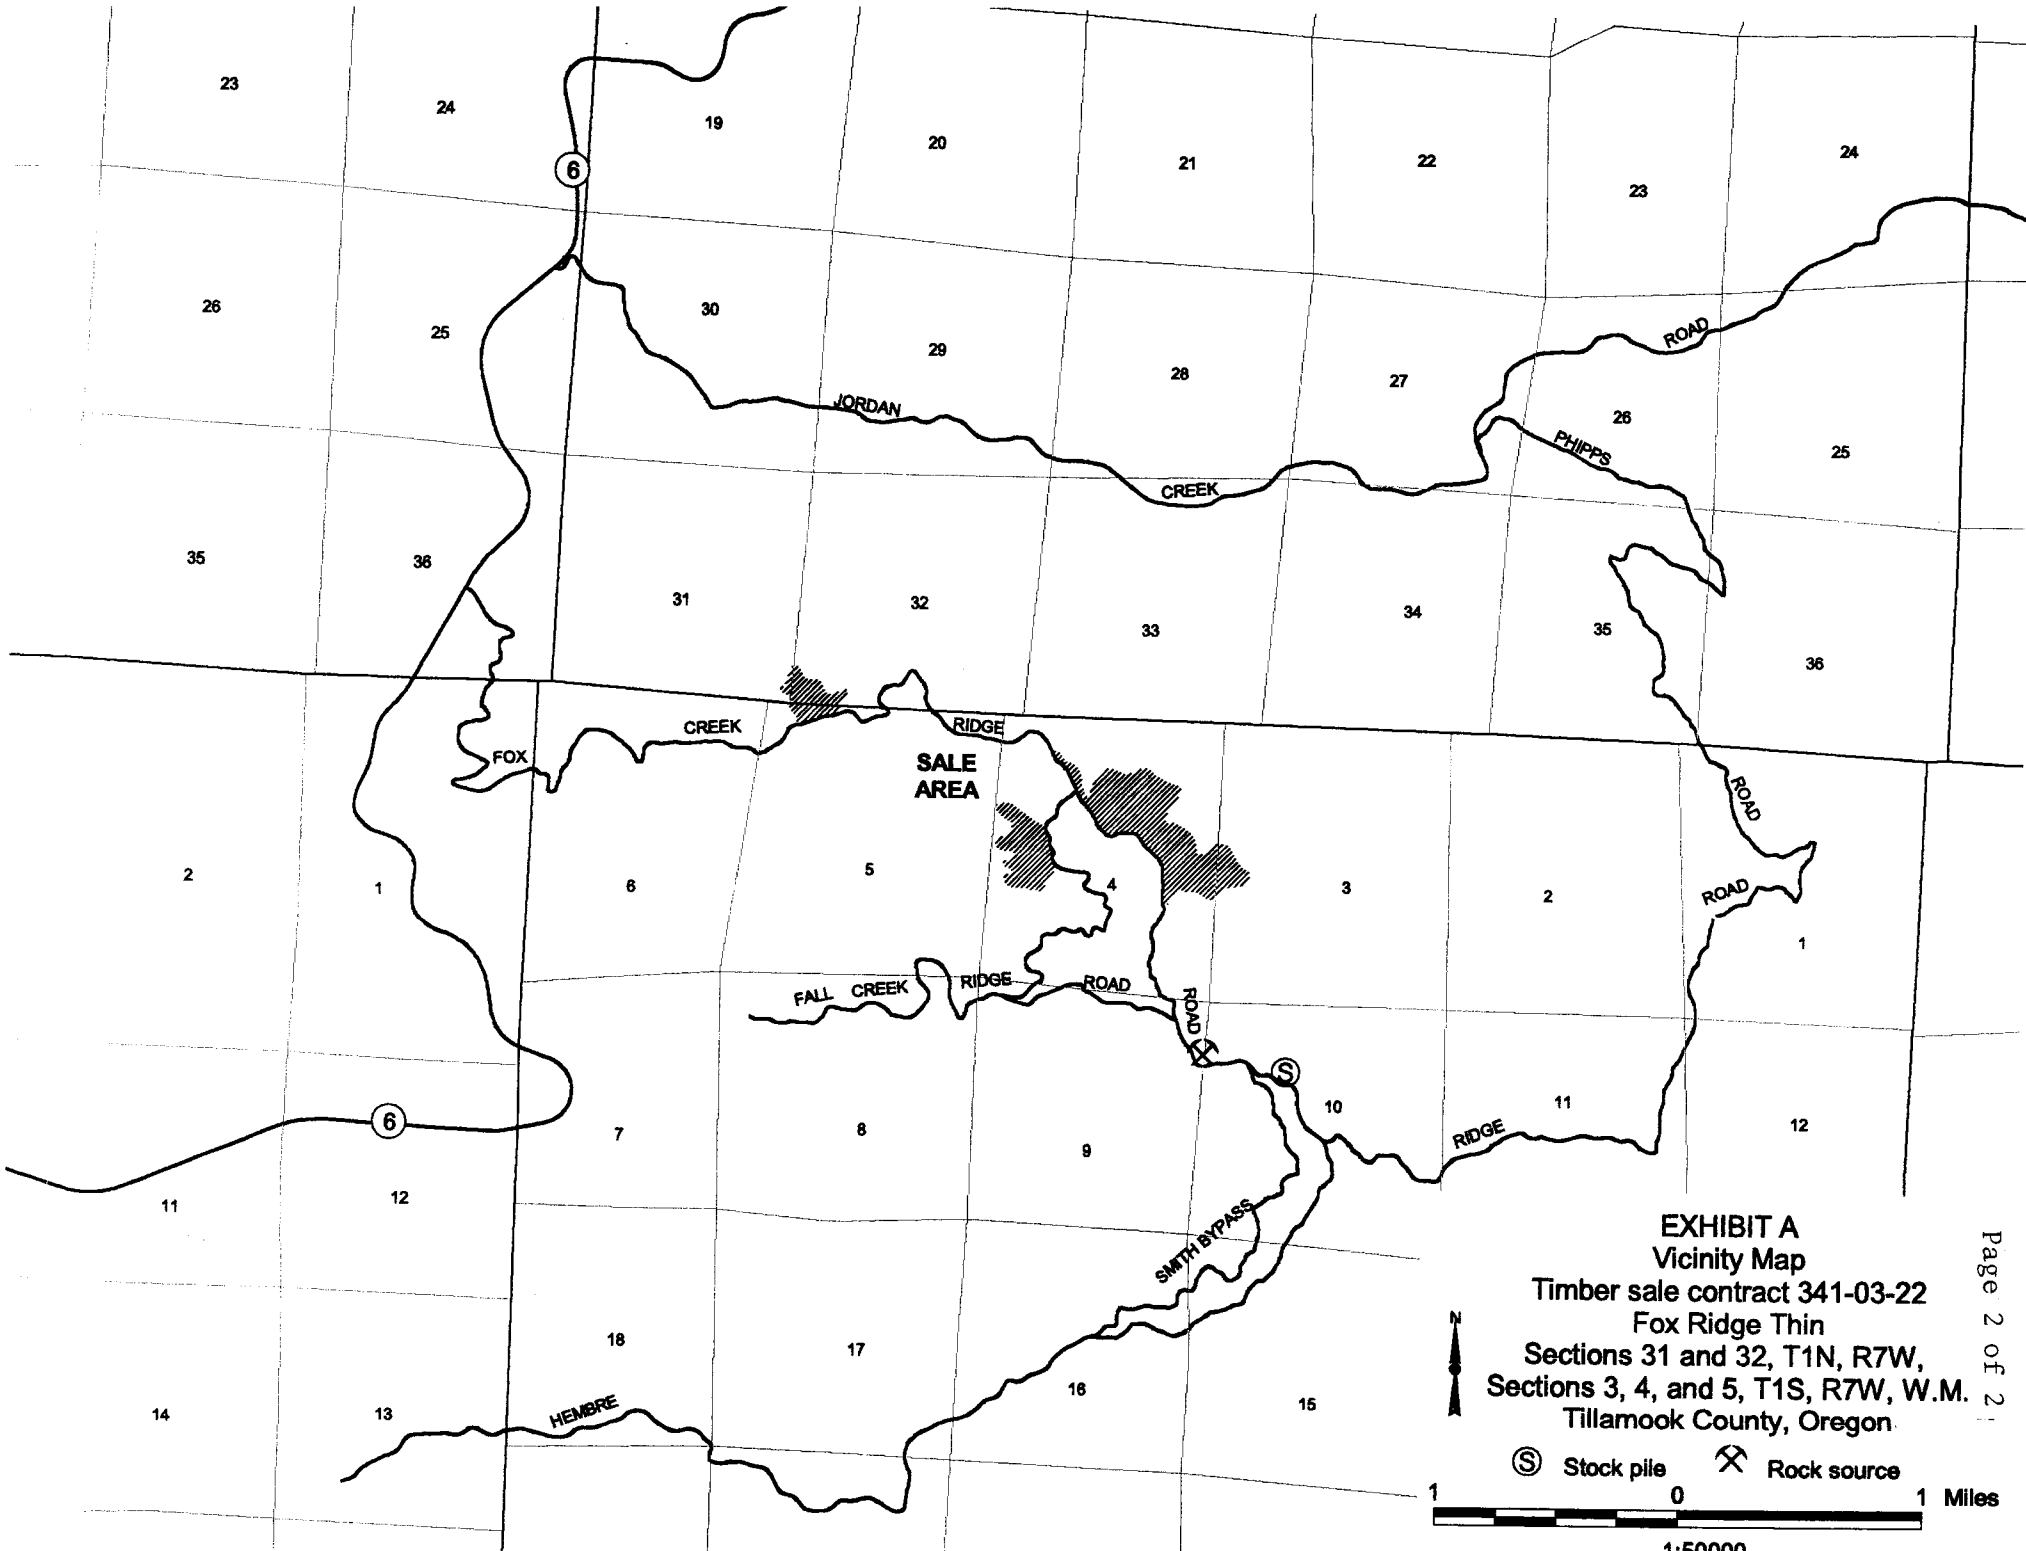 23
24
19
20
21
22
23
24
6
26
25
30
29
28
27
26
25
ROAD
JORDAN
PHIPPS
CREEK
35
36
31
32
33
34
35
36
CREEK
RIDGE
FOX
SALE
AREA
ROAD
2
1
6
5
4
3
2
ROAD
1
FALL CREEK RIDGE ROAD
ROAD
S
6
7
8
9
10
11
12
RIDGE
11
12
SMITH BYPASS
18
17
16
15
14
13
HEMBRE
EXHIBIT A
Vicinity Map
Timber sale contract 341-03-22
Fox Ridge Thin
Sections 31 and 32, T1N, R7W,
Sections 3, 4, and 5, T1S, R7W, W.M.
Tillamook County, Oregon
N
S Stock pile Rock source
1 0 1 Miles
1:50000
Page 2 of 2